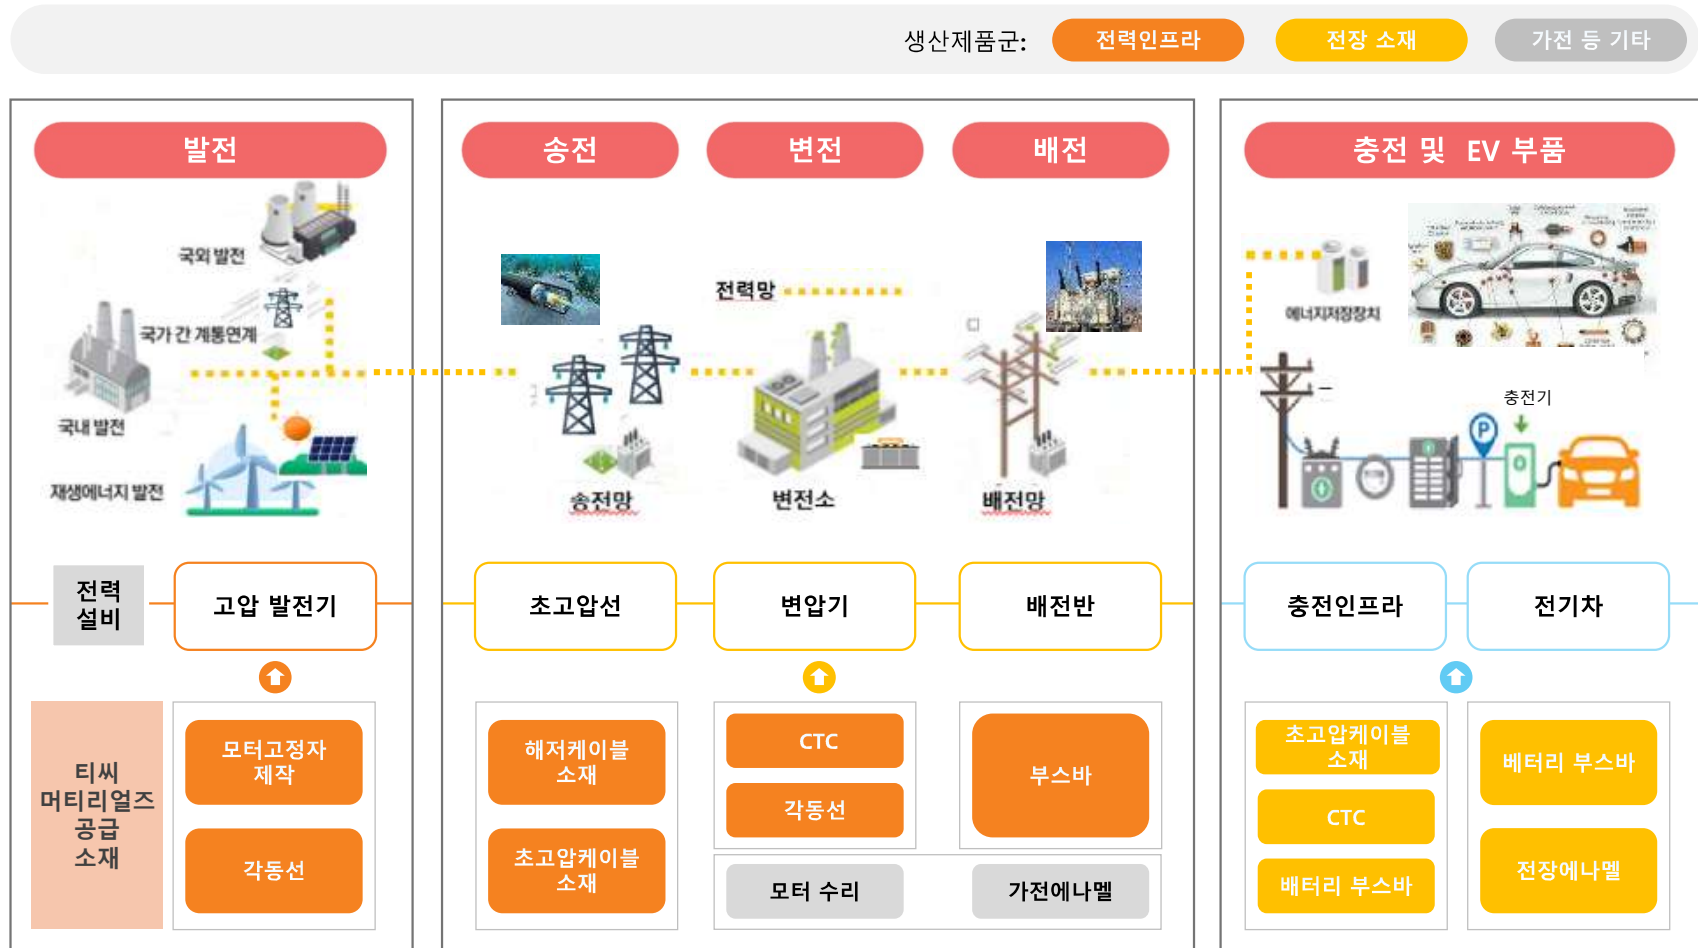 생산제품군:
전력인프라
전장 소재
가전 등 기타
발전
송전
변전
배전
충전 및 EV 부품
국외 발전
국가 간 계통연계
국내 발전
재생에너지 발전
전력망
송전망
변전소
배전망
에너지저장장치
충전기
P
전력
설비
고압 발전기
초고압선
변압기
배전반
충전인프라
전기차
티씨
머티리얼즈
공급
소재
모터고정자
제작
각동선
해저케이블
소재
초고압케이블
소재
CTC
각동선
부스바
모터 수리
가전에나멜
초고압케이블
소재
CTC
배터리 부스바
베터리 부스바
전장에나멜